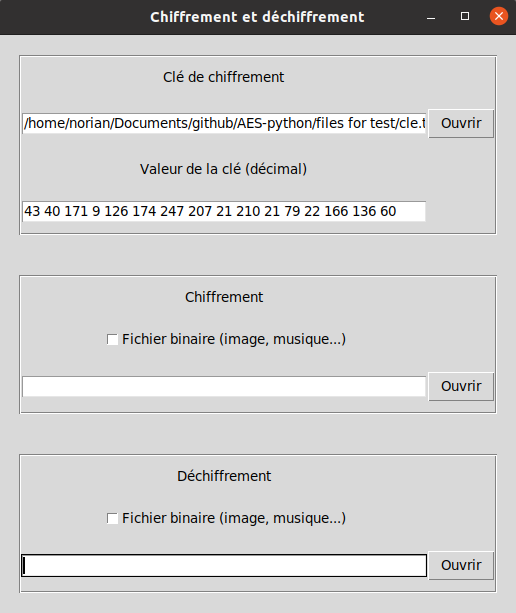 Chiffrement et déchiffrement
Clé de chiffrement
/home/norian/Documents/github/AES-python/files for test/cle.t
Ouvrir
Valeur de la clé (décimal)
43 40 171 9 126 174 247 207 21 210 21 79 22 166 136 60
Chiffrement
Fichier binaire (image, musique...)
Ouvrir
Déchiffrement
Fichier binaire (image, musique...)
Ouvrir